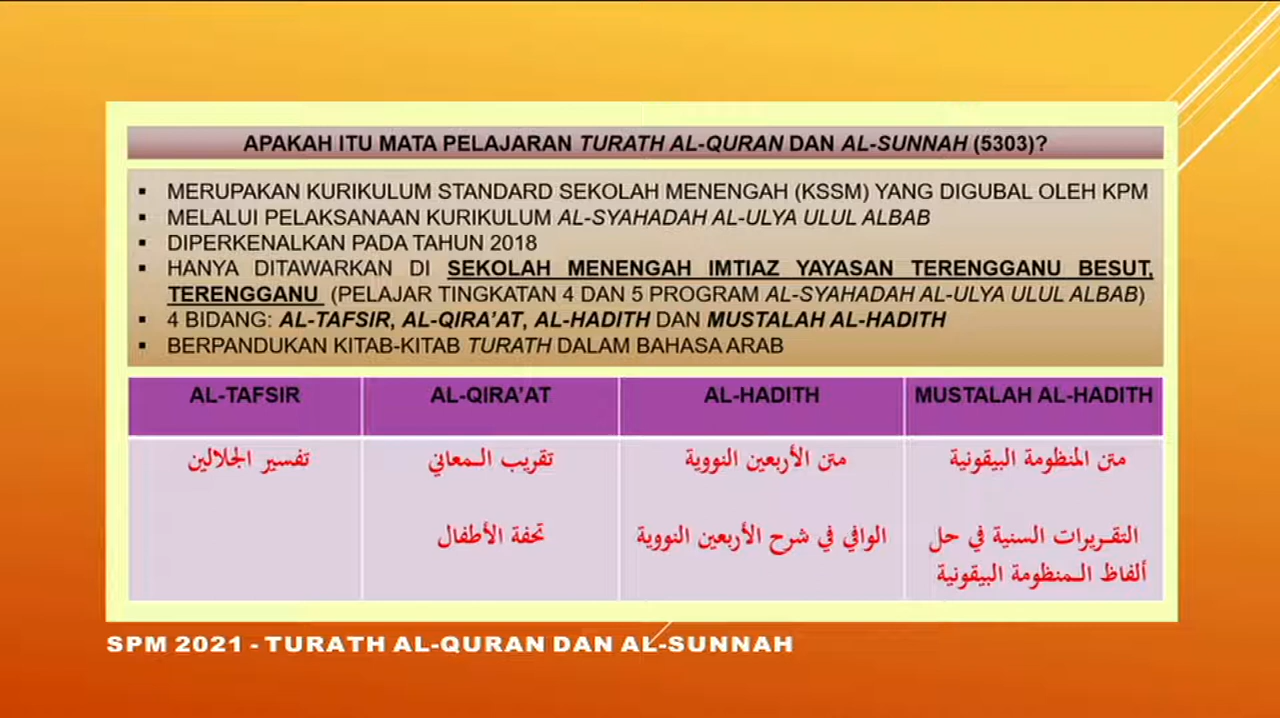 APAKAH ITU MATA PELAJARAN TURATH AL-QURAN DAN AL-SUNNAH (5303)?
▪ MERUPAKAN KURIKULUM STANDARD SEKOLAH MENENGAH (KSSM) YANG DIGUBAL OLEH KPM
▪ MELALUI PELAKSANAAN KURIKULUM AL-SYAHADAH AL-ULYA ULUL ALBAB
▪ DIPERKENALKAN PADA TAHUN 2018
▪ HANYA DITAWARKAN DI SEKOLAH MENENGAH IMTIAZ YAYASAN TERENGGANU BESUT,
TERENGGANU (PELAJAR TINGKATAN 4 DAN 5 PROGRAM AL-SYAHADAH AL-ULYA ULUL ALBAB)
▪ 4 BIDANG: AL-TAFSIR, AL-QIRA'AT, AL-HADITH DAN MUSTALAH AL-HADITH
▪ BERPANDUKAN KITAB-KITAB TURATH DALAM BAHASA ARAB
AL-TAFSIR
AL-QIRA'AT
AL-HADITH
MUSTALAH AL-HADITH
تفسير الجلالين
تقريب الـمعاني
متن الأربعين النووية
متن المنظومة البيقونية
تحفة الأطفال
الوافي في شرح الأربعين النووية
التقـريرات السنية في حل
ألفاظ الـمنظومة البيقونية
SPM 2021 - TURATH AL-QURAN DAN AL-SUNNAH